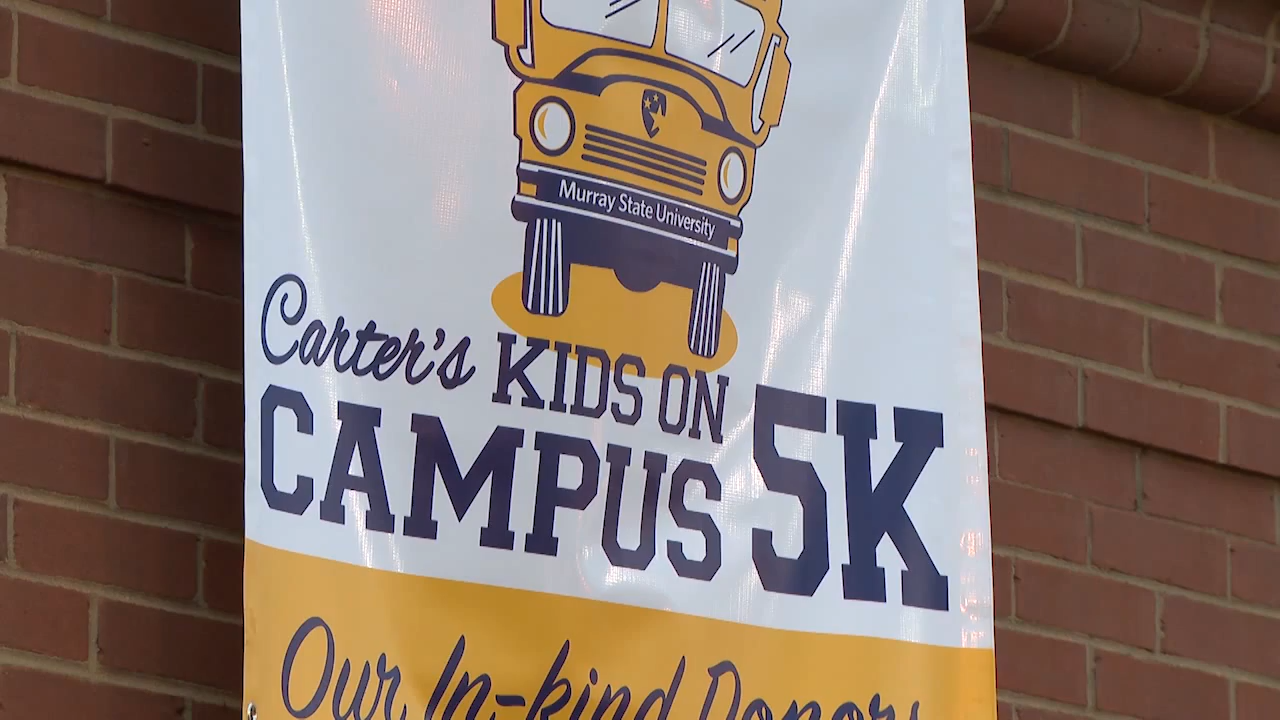 Murray State University
Carter's KIDS ON
CAMPUS 5K
Our In-kind Donors